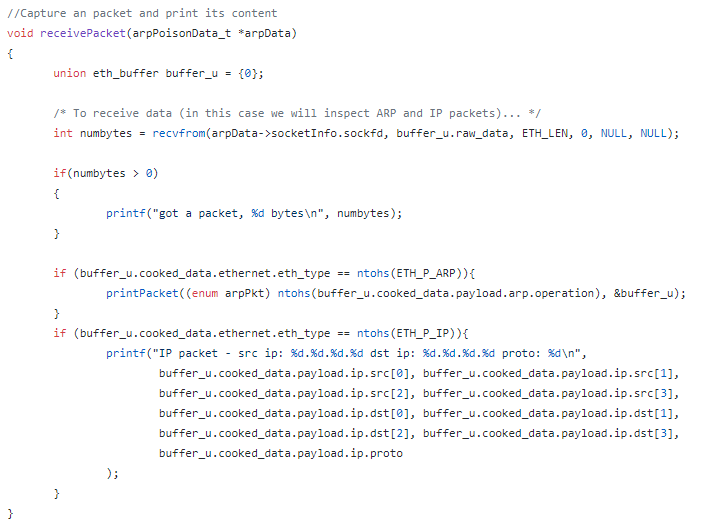 //Capture an packet and print its content
void receivePacket(arpPoisonData_t *arpData)
{
union eth_buffer buffer_u = {0};
/* To receive data (in this case we will inspect ARP and IP packets)... */
int numbytes = recvfrom(arpData->socketInfo.sockfd, buffer_u.raw_data, ETH_LEN, 0, NULL, NULL);
if(numbytes > 0)
{
printf("got a packet, %d bytes\n", numbytes);
}
if (buffer_u.cooked_data.ethernet.eth_type == ntohs(ETH_P_ARP)){
printPacket((enum arpPkt) ntohs(buffer_u.cooked_data.payload.arp.operation), &buffer_u);
}
if (buffer_u.cooked_data.ethernet.eth_type == ntohs(ETH_P_IP)){
printf("IP packet - src ip: %d.%d.%d.%d dst ip: %d.%d.%d.%d proto: %d\n",
buffer_u.cooked_data.payload.ip.src[0], buffer_u.cooked_data.payload.ip.src[1],
buffer_u.cooked_data.payload.ip.src[2], buffer_u.cooked_data.payload.ip.src[3],
buffer_u.cooked_data.payload.ip.dst[0], buffer_u.cooked_data.payload.ip.dst[1],
buffer_u.cooked_data.payload.ip.dst[2], buffer_u.cooked_data.payload.ip.dst[3],
buffer_u.cooked_data.payload.ip.proto
);
}
}